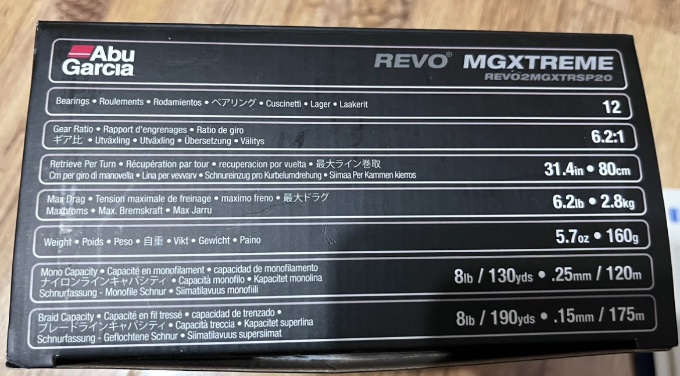 Abu
Garcia
REVO® MGXTREME
REVO2MGXTRSP20
Bearings • Roulements • Rodamientos • ベアリング • Cuscinetti • Lager • Laakerit
12
Gear Ratio • Rapport d'engrenages • Ratio de giro
ギア比 • Utväxling • Utväxling • Übersetzung • Välitys
6.2:1
Retrieve Per Turn • Récupération par tour • recuperacion por vuelta • 最大ライン巻取
Cm per giro di manovella • Lina per vevvarv • Schnureinzug pro Kurbelumdrehung • Siimaa Per Kammen kierros
31.4in • 80cm
Max Drag • Tension maximale de freinage • maximo freno • 最大ドラグ
Maxbroms • Max. Bremskraft • Max Jarru
6.2lb • 2.8kg
Weight • Poids • Peso • 自重 • Vikt • Gewicht • Paino
5.7oz • 160g
Mono Capacity • Capacité en monofilament • capacidad de monofilamento
ナイロンラインキャパシティ • Capacità monofilo • Kapacitet monolina
Schnurfassung - Monofile Schnur • Siimatilavuus monofiili
8lb / 130yds • .25mm / 120m
Braid Capacity • Capacité en fil tressé • capacidad de trenzado •
ブレードラインキャパシティ • Capacità treccia • Kapacitet superlina
Schnurfassung - Geflochtene Schnur • Siimatilavuus supersiimat
8lb / 190yds • .15mm / 175m